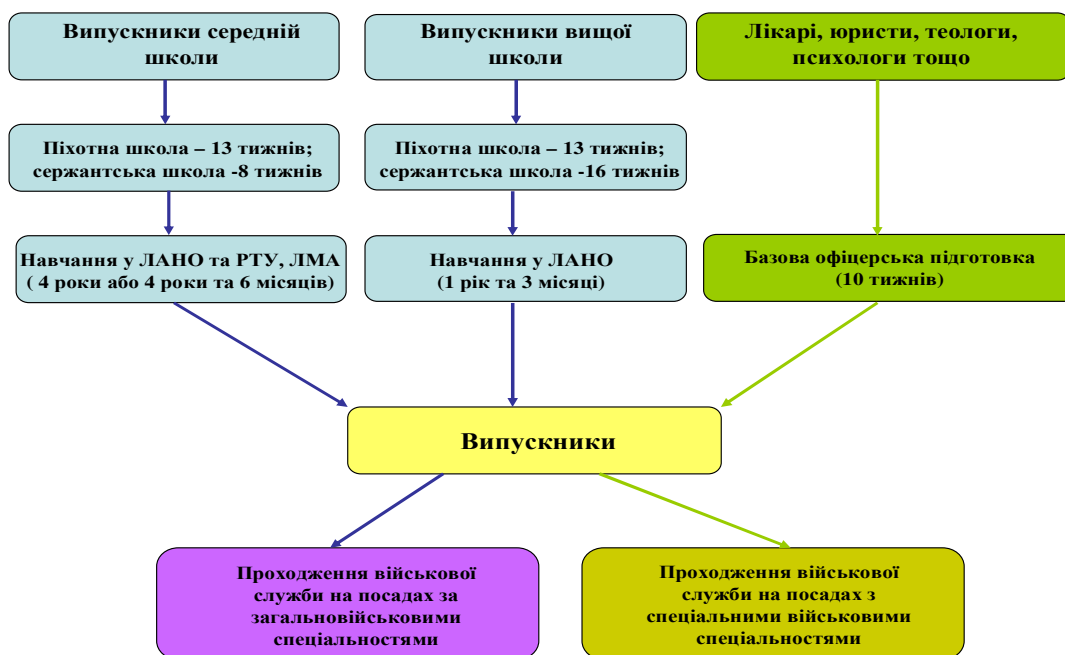 Випускники середній
школи
Випускники вищої
школи
Лікарі, юристи, теологи,
психологи тощо
Піхотна школа – 13 тижнів;
сержантська школа -8 тижнів
Піхотна школа – 13 тижнів;
сержантська школа -16 тижнів
Навчання у ЛАНО та РТУ, ЛМА
( 4 роки або 4 роки та 6 місяців)
Навчання у ЛАНО
(1 рік та 3 місяці)
Базова офіцерська підготовка
(10 тижнів)
Випускники
Проходження військової
служби на посадах за
загальновійськовими
спеціальностями
Проходження військової
служби на посадах з
спеціальними військовими
спеціальностями